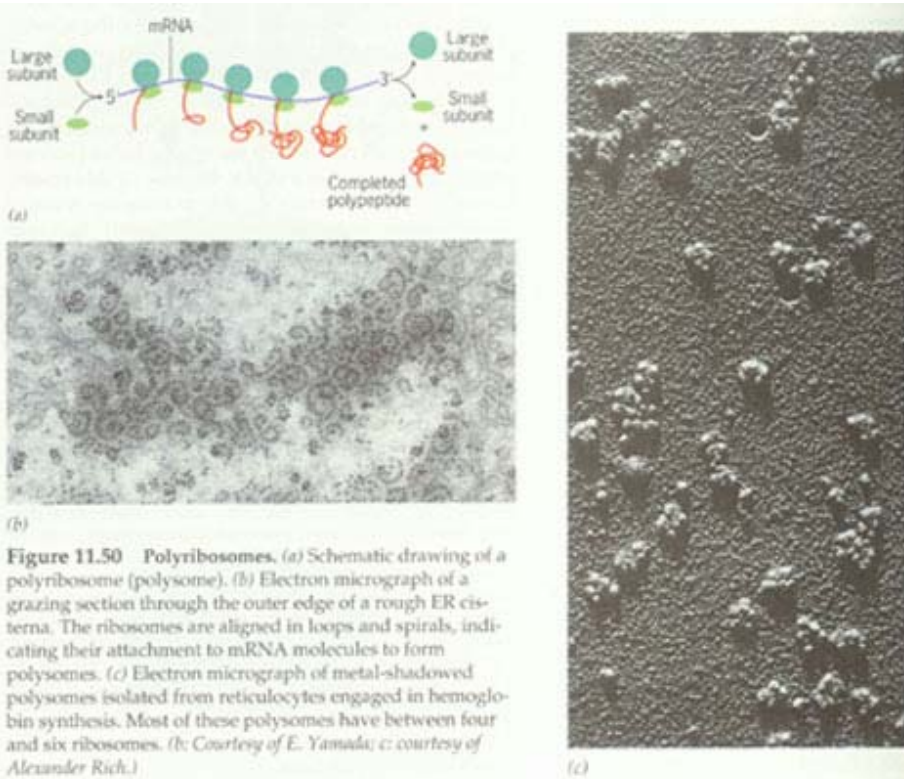 mRNA
Large
subunit
Small
subunit
5'
3'
Large
subunit
Small
subunit
+
Completed
polypeptide
(a)
(b)
Figure 11.50 Polyribosomes. (a) Schematic drawing of a
polyribosome (polysome). (b) Electron micrograph of a
grazing section through the outer edge of a rough ER cis-
terna. The ribosomes are aligned in loops and spirals, indi-
cating their attachment to mRNA molecules to form
polysomes. (c) Electron micrograph of metal-shadowed
polysomes isolated from reticulocytes engaged in hemoglo-
bin synthesis. Most of these polysomes have between four
and six ribosomes. (b: Courtesy of E. Yamada; c: courtesy of
Alexander Rich.)
(c)